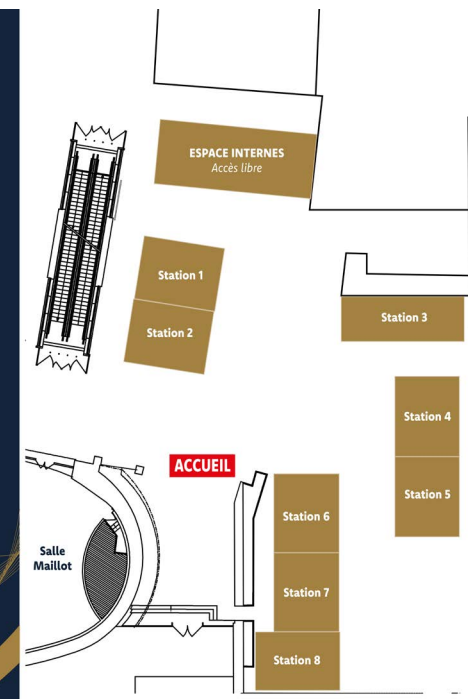 ESPACE INTERNES
Accès libre
Station 1
Station 2
Station 3
Station 4
Station 5
ACCUEIL
Station 6
Station 7
Station 8
Salle
Maillot